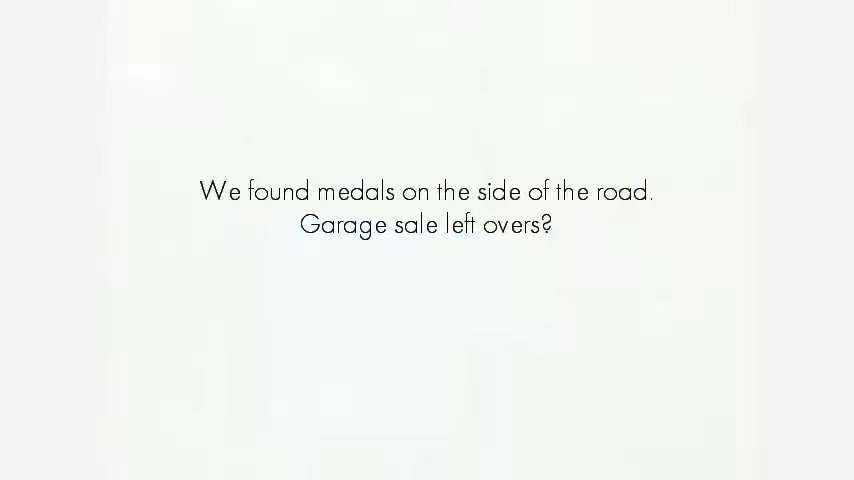 We found medals on the side of the road.
Garage sale left overs?